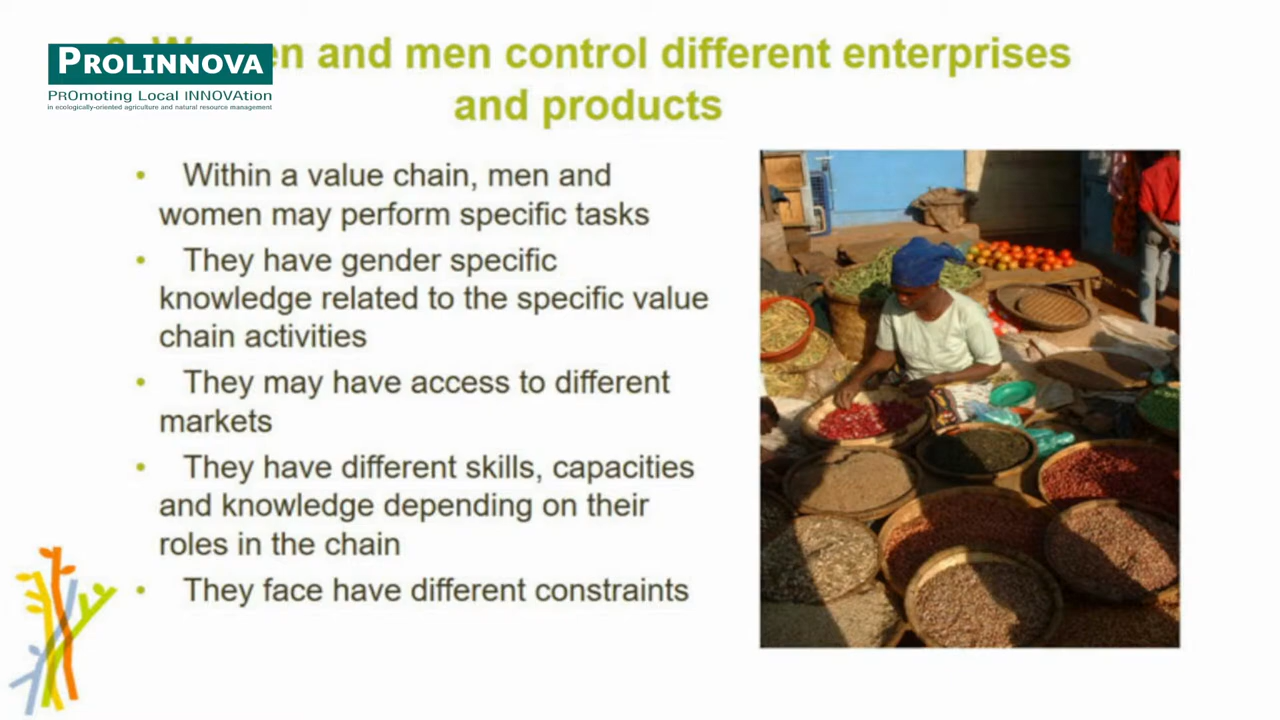 PROLINNOVA
PROmoting Local INNOVAtion
in ecologically-oriented agriculture and natural resource management
and men control different enterprises
and products
• Within a value chain, men and
women may perform specific tasks
• They have gender specific
knowledge related to the specific value
chain activities
• They may have access to different
markets
• They have different skills, capacities
and knowledge depending on their
roles in the chain
• They face have different constraints